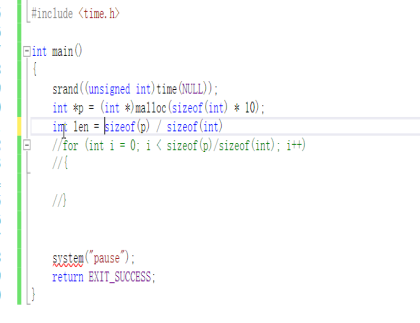 #include <time.h>
int main()
{
srand((unsigned int)time(NULL));
int *p = (int *)malloc(sizeof(int) * 10);
int len = sizeof(p) / sizeof(int)
//for (int i = 0; i < sizeof(p)/sizeof(int); i++)
//{
//}
system("pause");
return EXIT_SUCCESS;
}